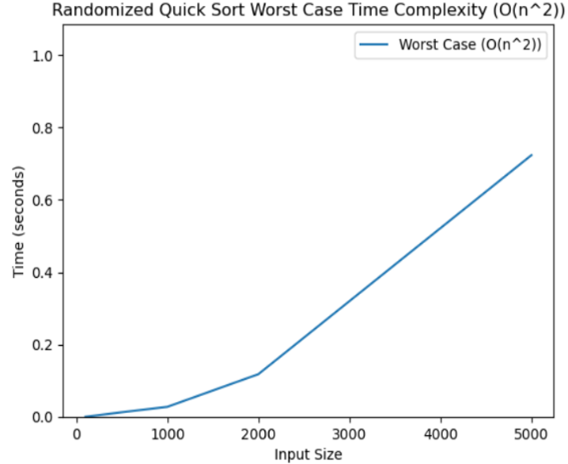 Randomized Quick Sort Worst Case Time Complexity (O(n^2))
Worst Case (O(n^2))
1.0
0.8
0.6
0.4
0.2
0.0
Time (seconds)
0 1000 2000 3000 4000 5000
Input Size